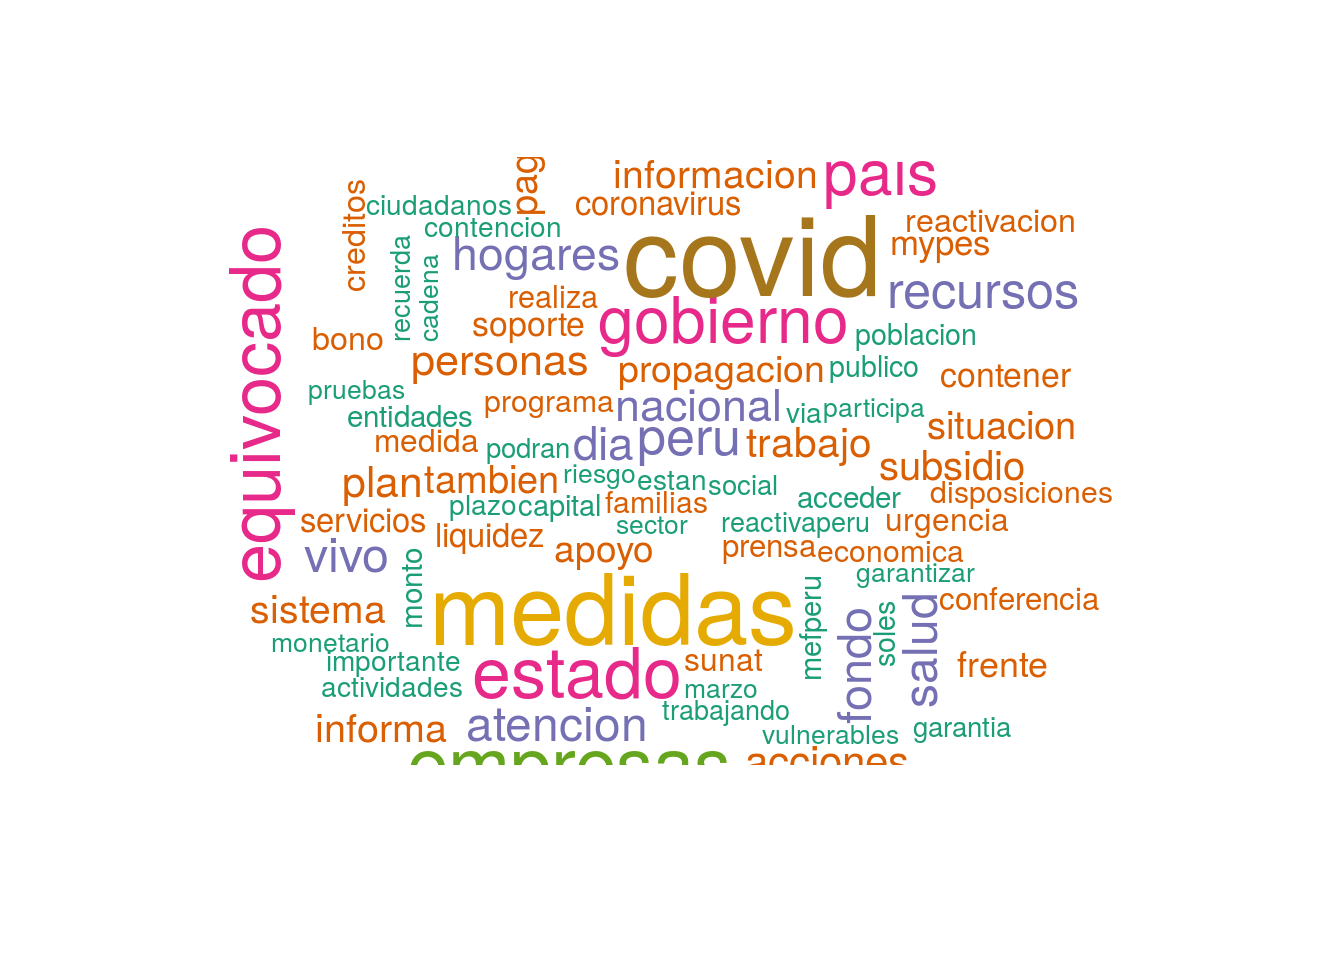 pag
informacion
paıs
creditos
ciudadanos
coronavirus
contencion
reactivacion
equivocado
recuerda
cadena
hogares
covid
mypes
realiza
recursos
soporte
gobierno
bono
poblacion
personas
propagacion
publico
contener
pruebas
programa
nacional
via
participa
entidades
situacion
medida
podran
dia
peru
trabajo
subsidio
plan
tambien
riesgo
estan
social
acceder
disposiciones
plazo
capital
familias
servicios
sector
reactivaperu
urgencia
liquidez
apoyo
prensa
economica
vivo
monto
garantizar
medidas
mefperu
fondo
soles
salud
conferencia
sistema
monetario
importante
estado
sunat
frente
actividades
marzo
trabajando
informa
atencion
vulnerables
garantia
empresas
acciones